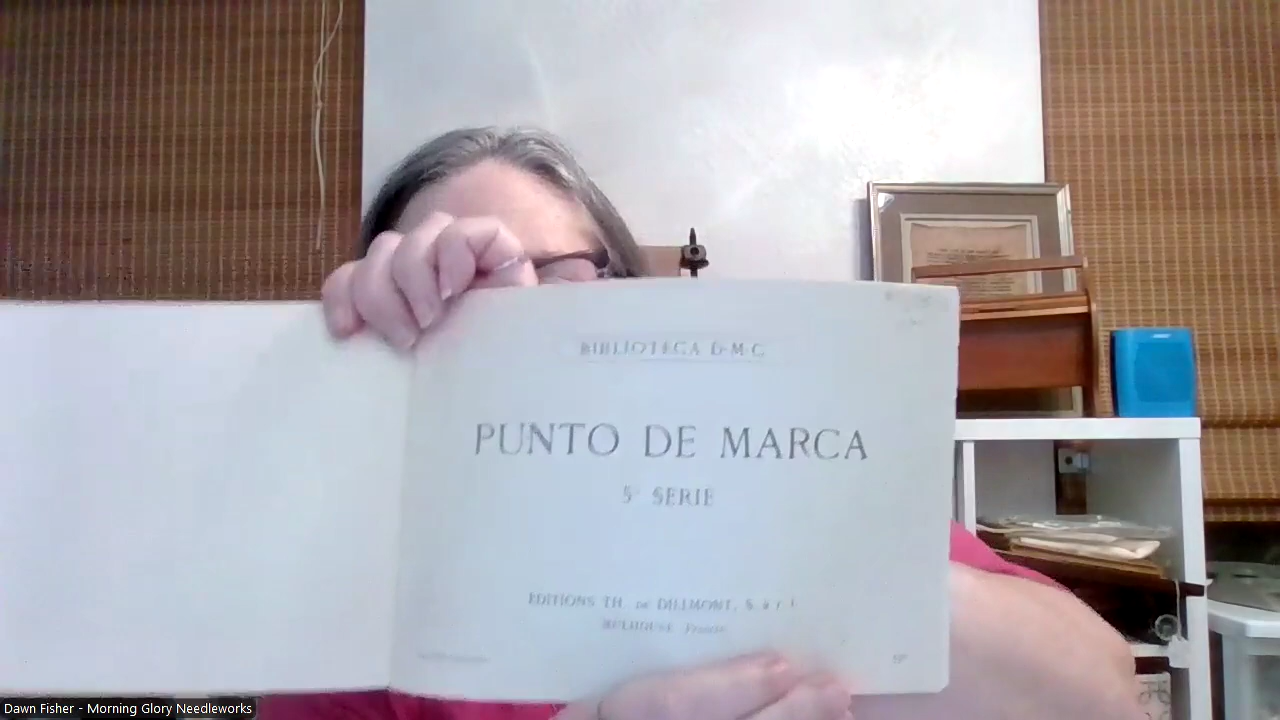 BIBLIOTECA D·M·C
PUNTO DE MARCA
5ª SERIE
EDITIONS TH. DE DILLMONT, S. à r. l.
MULHOUSE (France)
Dawn Fisher - Morning Glory Needleworks